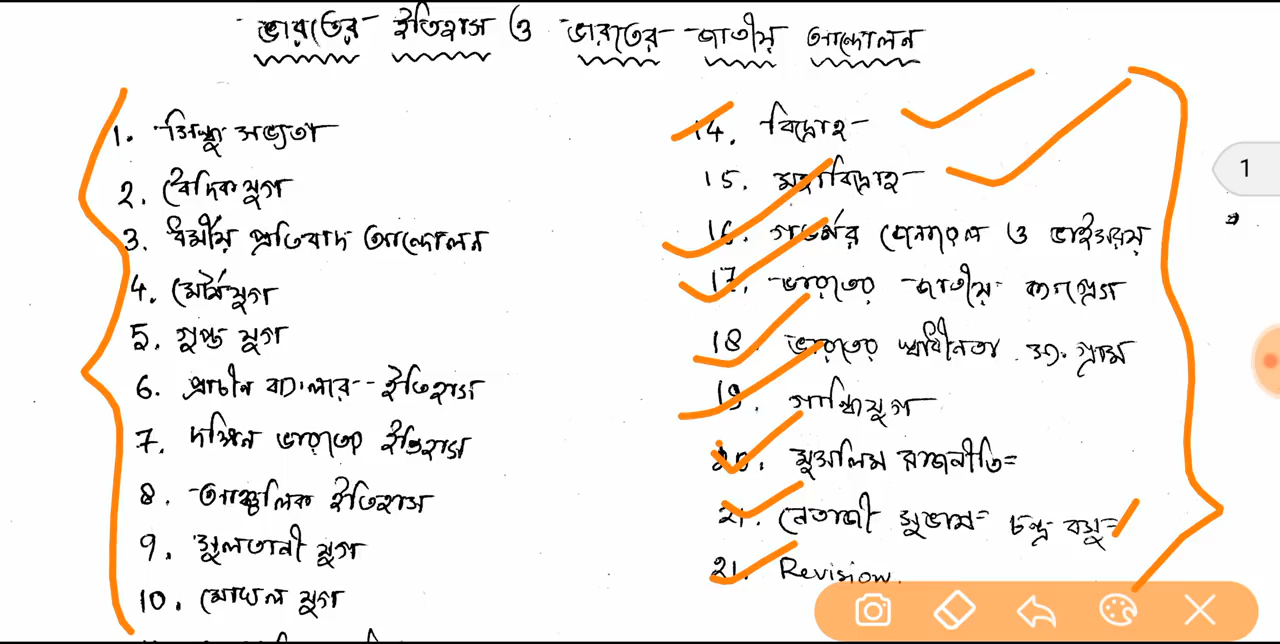 ভারতের ইতিহাস ও ভারতের জাতীয় আন্দোলন
1. সিন্ধু সভ্যতা
2. বৈদিক যুগ
3. ধর্মীয় প্রতিবাদ আন্দোলন
4. মৌর্য যুগ
5. গুপ্ত যুগ
6. প্রাচীন বাংলার ইতিহাস
7. দক্ষিন ভারতের ইতিহাস
8. আঞ্চলিক ইতিহাস
9. সুলতানী যুগ
10. মোঘল যুগ
14. বিদ্রোহ
15. মহাবিদ্রোহ
16. গভর্নর জেনারেল ও ভাইসরয়
17. ভারতের জাতীয় কংগ্রেস
18. ভারতের স্বাধীনতা সংগ্রাম
19. গান্ধিযুগ
20. মুসলিম রাজনীতি
21. নেতাজী সুভাষ চন্দ্র বসু
21. Revision.
1